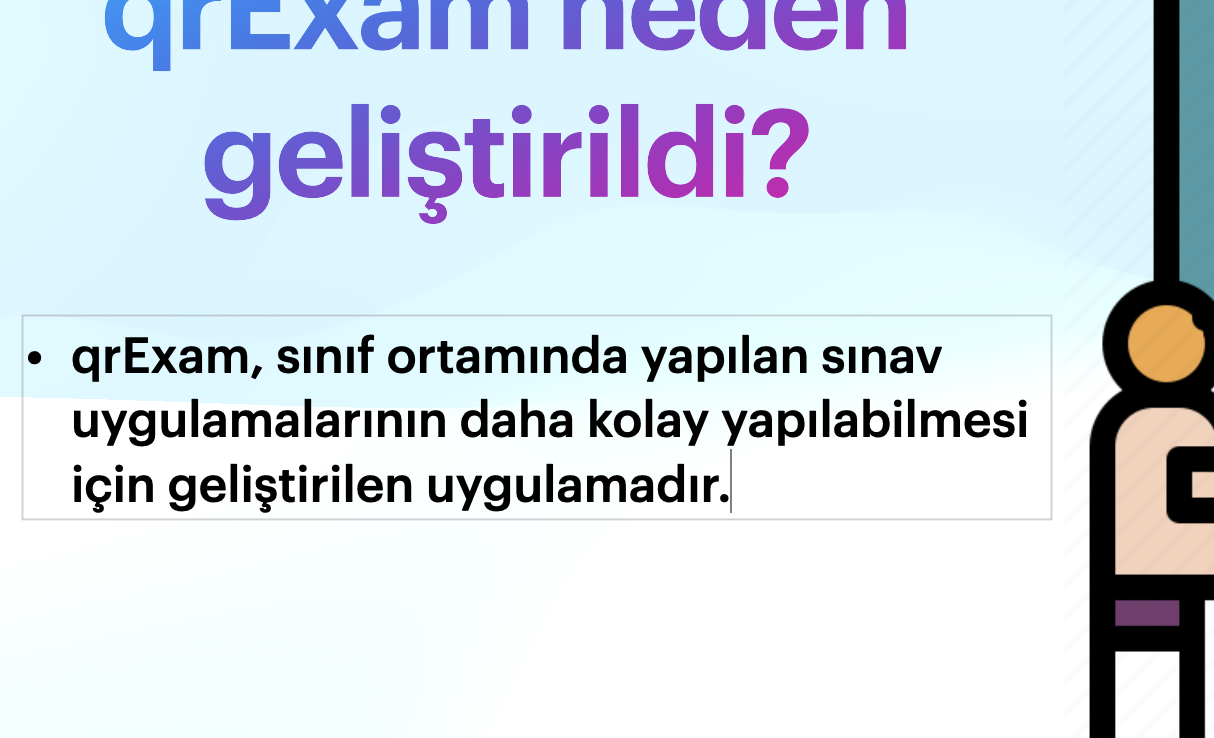 qrExam neden
geliştirildi?
• qrExam, sınıf ortamında yapılan sınav
uygulamalarının daha kolay yapılabilmesi
için geliştirilen uygulamadır.